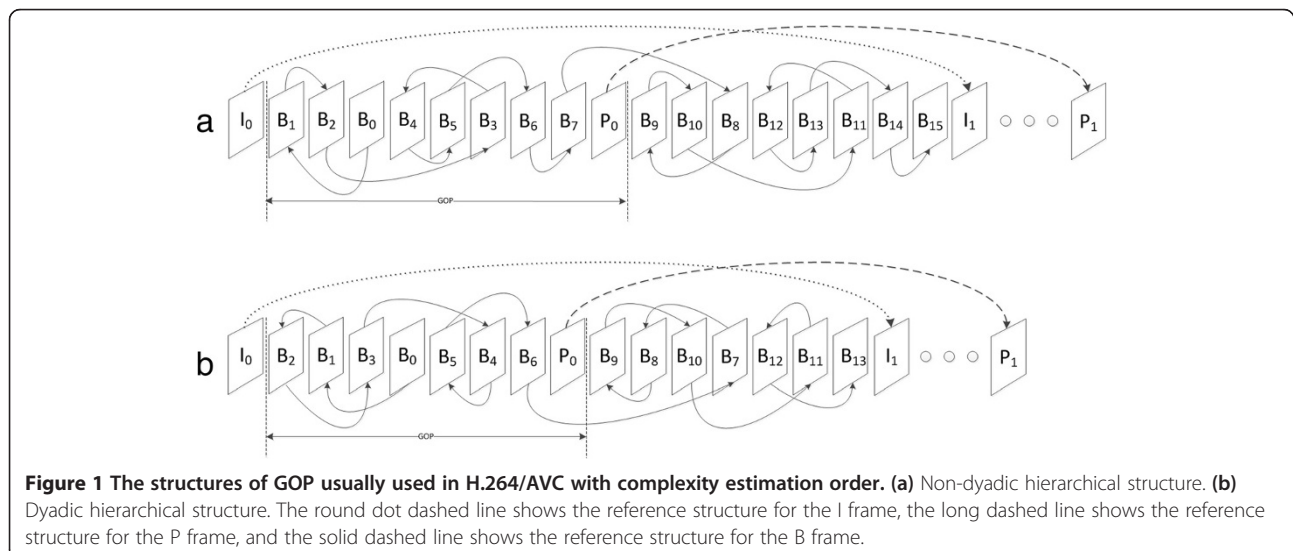 a
I0 B1 B2 B0 B4 B5 B3 B6 B7 P0 B9 B10 B8 B12 B13 B11 B14 B15 I1 P1
GOP
b
I0 B2 B1 B3 B0 B5 B4 B6 P0 B9 B8 B10 B7 B12 B11 B13 I1 P1
GOP
Figure 1 The structures of GOP usually used in H.264/AVC with complexity estimation order. (a) Non-dyadic hierarchical structure. (b)
Dyadic hierarchical structure. The round dot dashed line shows the reference structure for the I frame, the long dashed line shows the reference
structure for the P frame, and the solid dashed line shows the reference structure for the B frame.